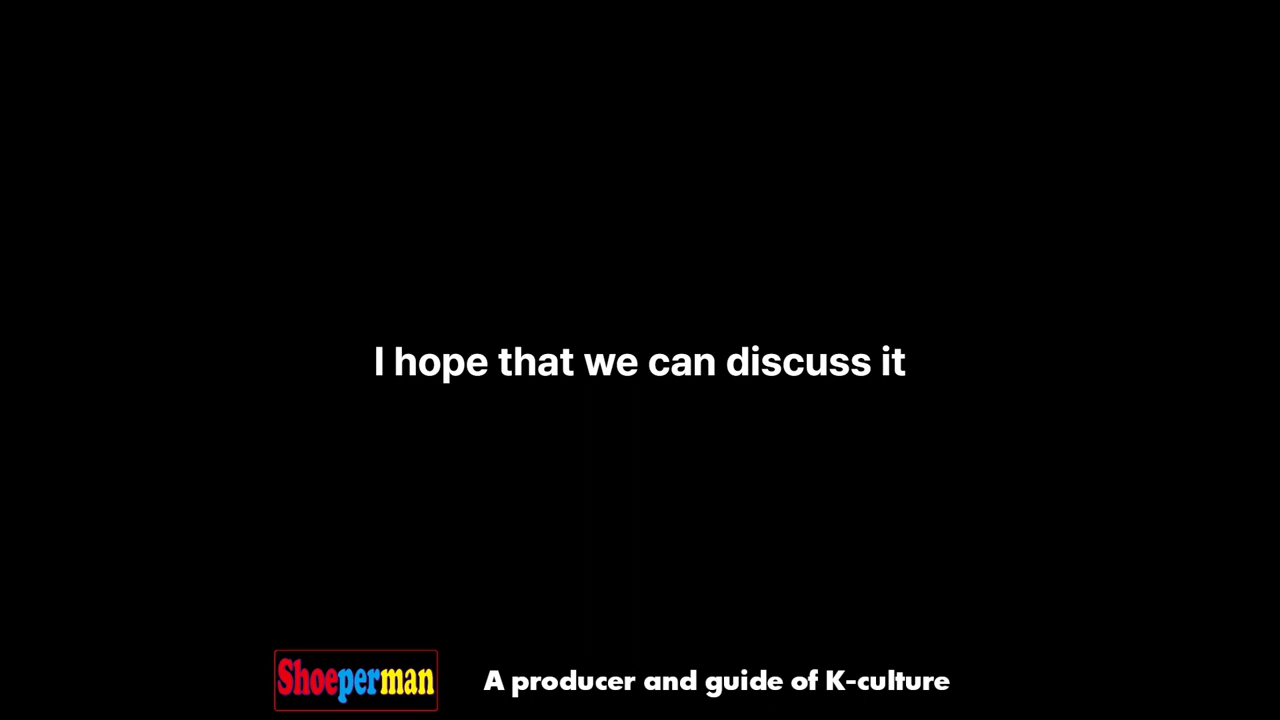 I hope that we can discuss it
Shoeperman
A producer and guide of K-culture